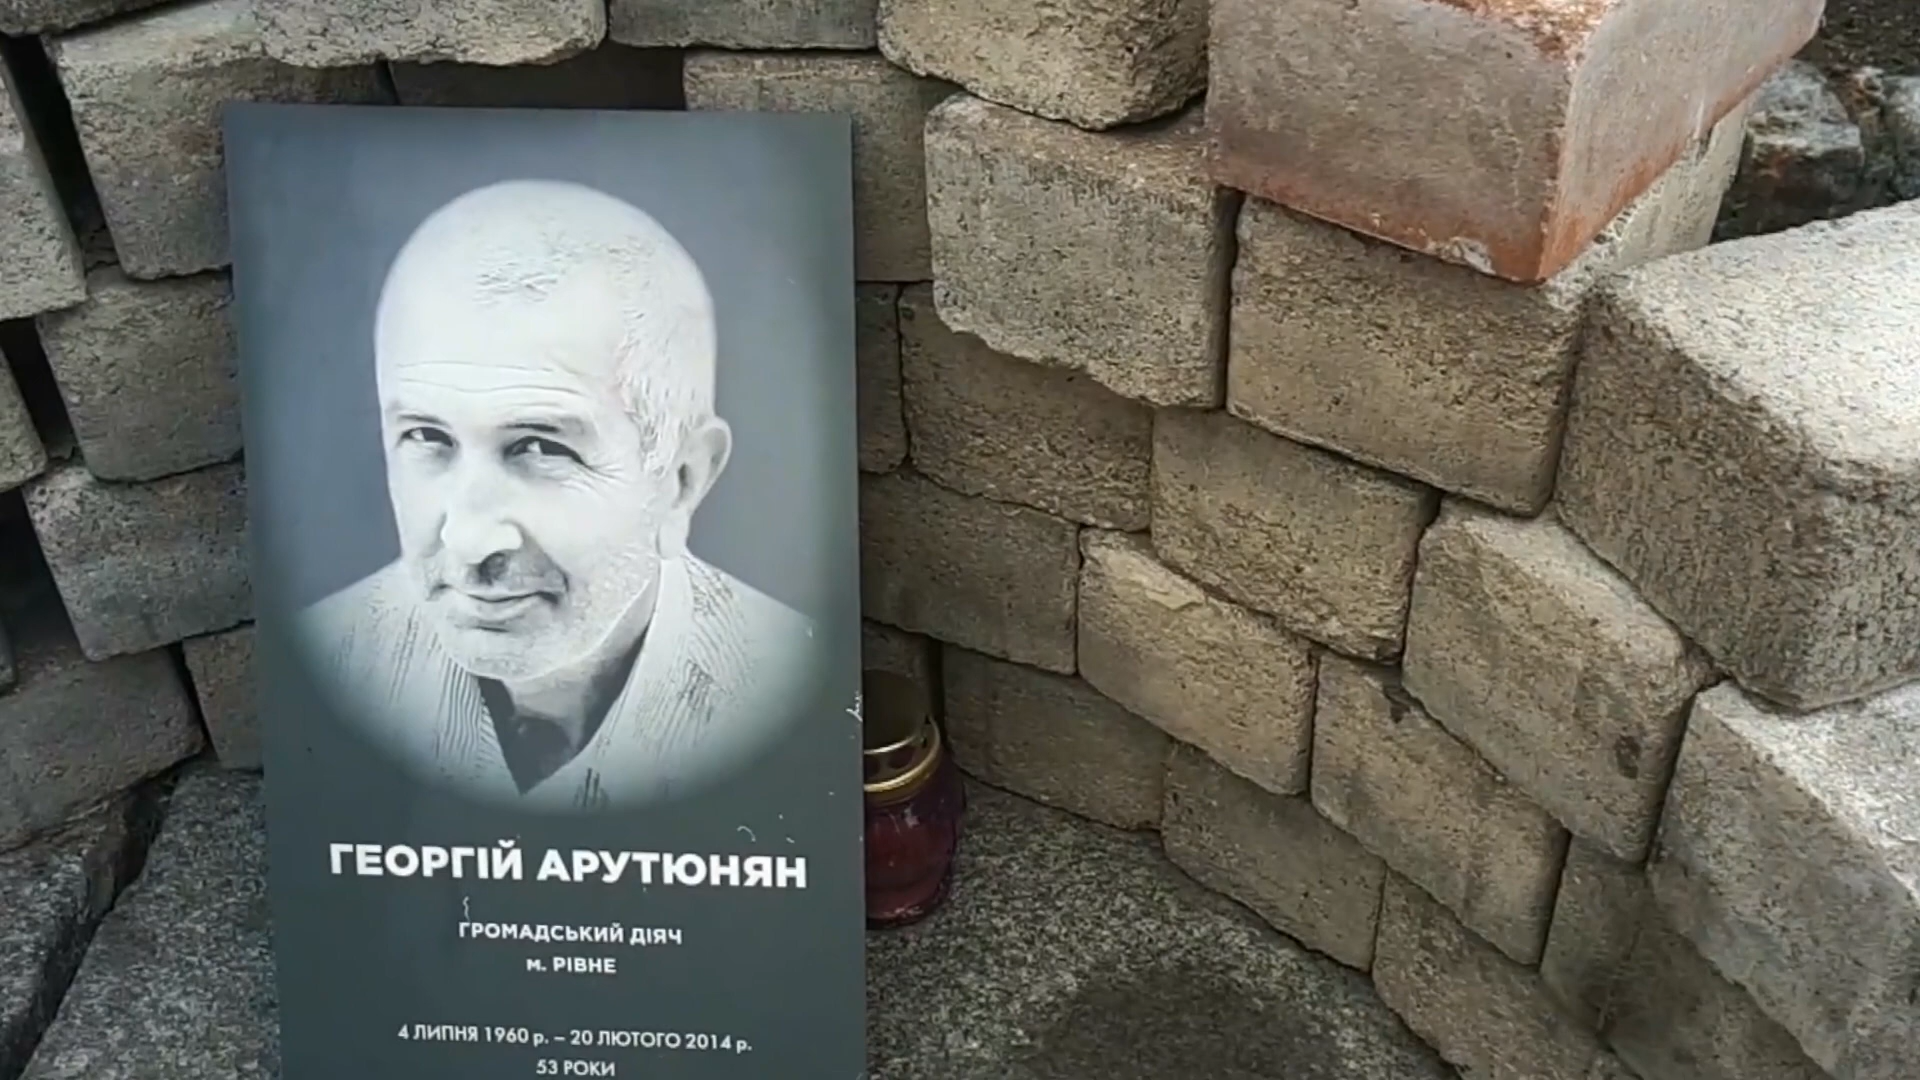 ГЕОРГІЙ АРУТЮНЯН
ГРОМАДСЬКИЙ ДІЯЧ
м. РІВНЕ
4 ЛИПНЯ 1960 р. – 20 ЛЮТОГО 2014 р.
53 РОКИ